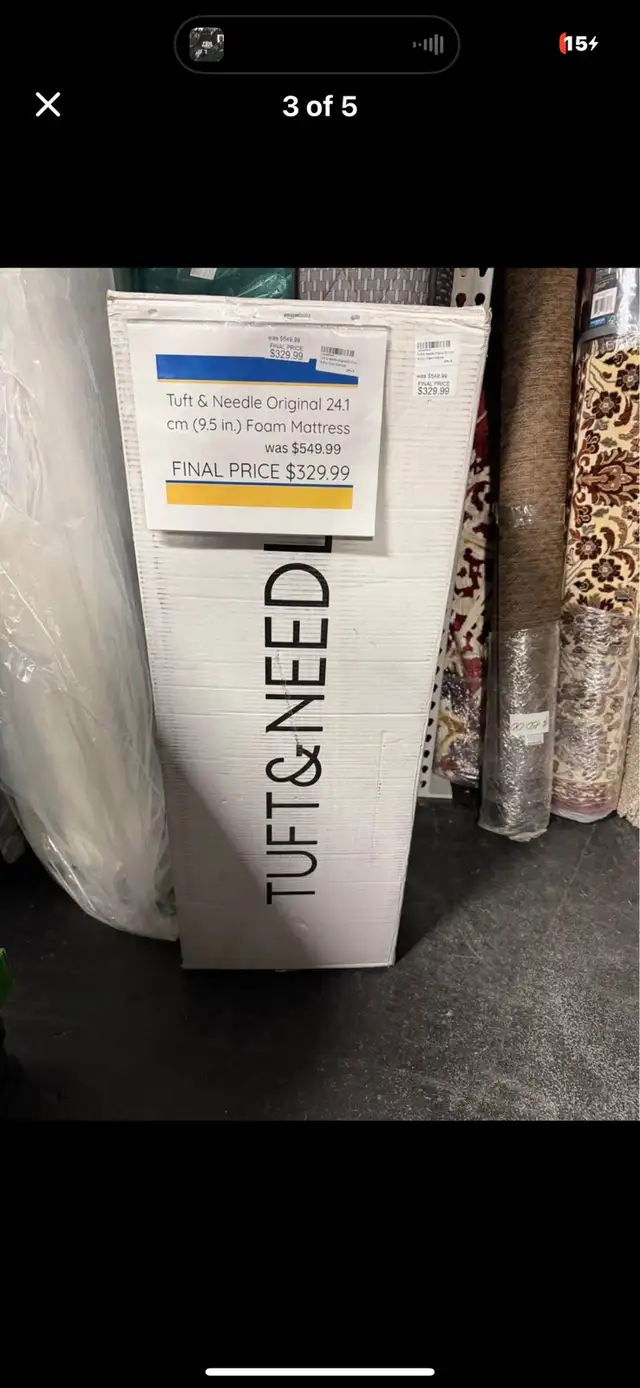 15
3 of 5
was $549.99
FINAL PRICE
$329.99
Tuft & Needle Original 24.1
cm (9.5 in.) Foam Mattress
was $549.99
FINAL PRICE $329.99
was $549.99
FINAL PRICE
$329.99
TUFT&NEEDL